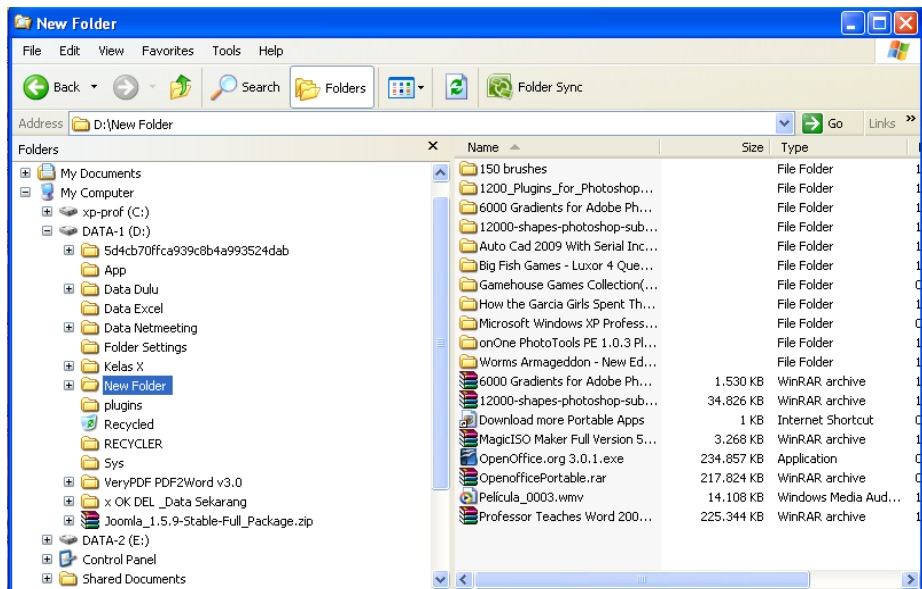 New Folder
File Edit View Favorites Tools Help
Back Search Folders Folder Sync
Address D:\New Folder Go Links »
Folders
My Documents
My Computer
xp-prof (C:)
DATA-1 (D:)
5d4cb70ffca939c8b4a993524dab
App
Data Dulu
Data Excel
Data Netmeeting
Folder Settings
Kelas X
New Folder
plugins
Recycled
RECYCLER
Sys
VeryPDF PDF2Word v3.0
x OK DEL _Data Sekarang
Joomla_1.5.9-Stable-Full_Package.zip
DATA-2 (E:)
Control Panel
Shared Documents
Name Size Type
150 brushes File Folder
1200_Plugins_for_Photoshop... File Folder
6000 Gradients for Adobe Ph... File Folder
12000-shapes-photoshop-sub... File Folder
Auto Cad 2009 With Serial Inc... File Folder
Big Fish Games - Luxor 4 Que... File Folder
Gamehouse Games Collection(... File Folder
How the Garcia Girls Spent Th... File Folder
Microsoft Windows XP Profess... File Folder
onOne PhotoTools PE 1.0.3 Pl... File Folder
Worms Armageddon - New Ed... File Folder
6000 Gradients for Adobe Ph... 1.530 KB WinRAR archive
12000-shapes-photoshop-sub... 34.826 KB WinRAR archive
Download more Portable Apps 1 KB Internet Shortcut
MagicISO Maker Full Version 5... 3.268 KB WinRAR archive
OpenOffice.org 3.0.1.exe 234.857 KB Application
OpenofficePortable.rar 217.824 KB WinRAR archive
Película_0003.wmv 14.108 KB Windows Media Aud...
Professor Teaches Word 200... 225.344 KB WinRAR archive